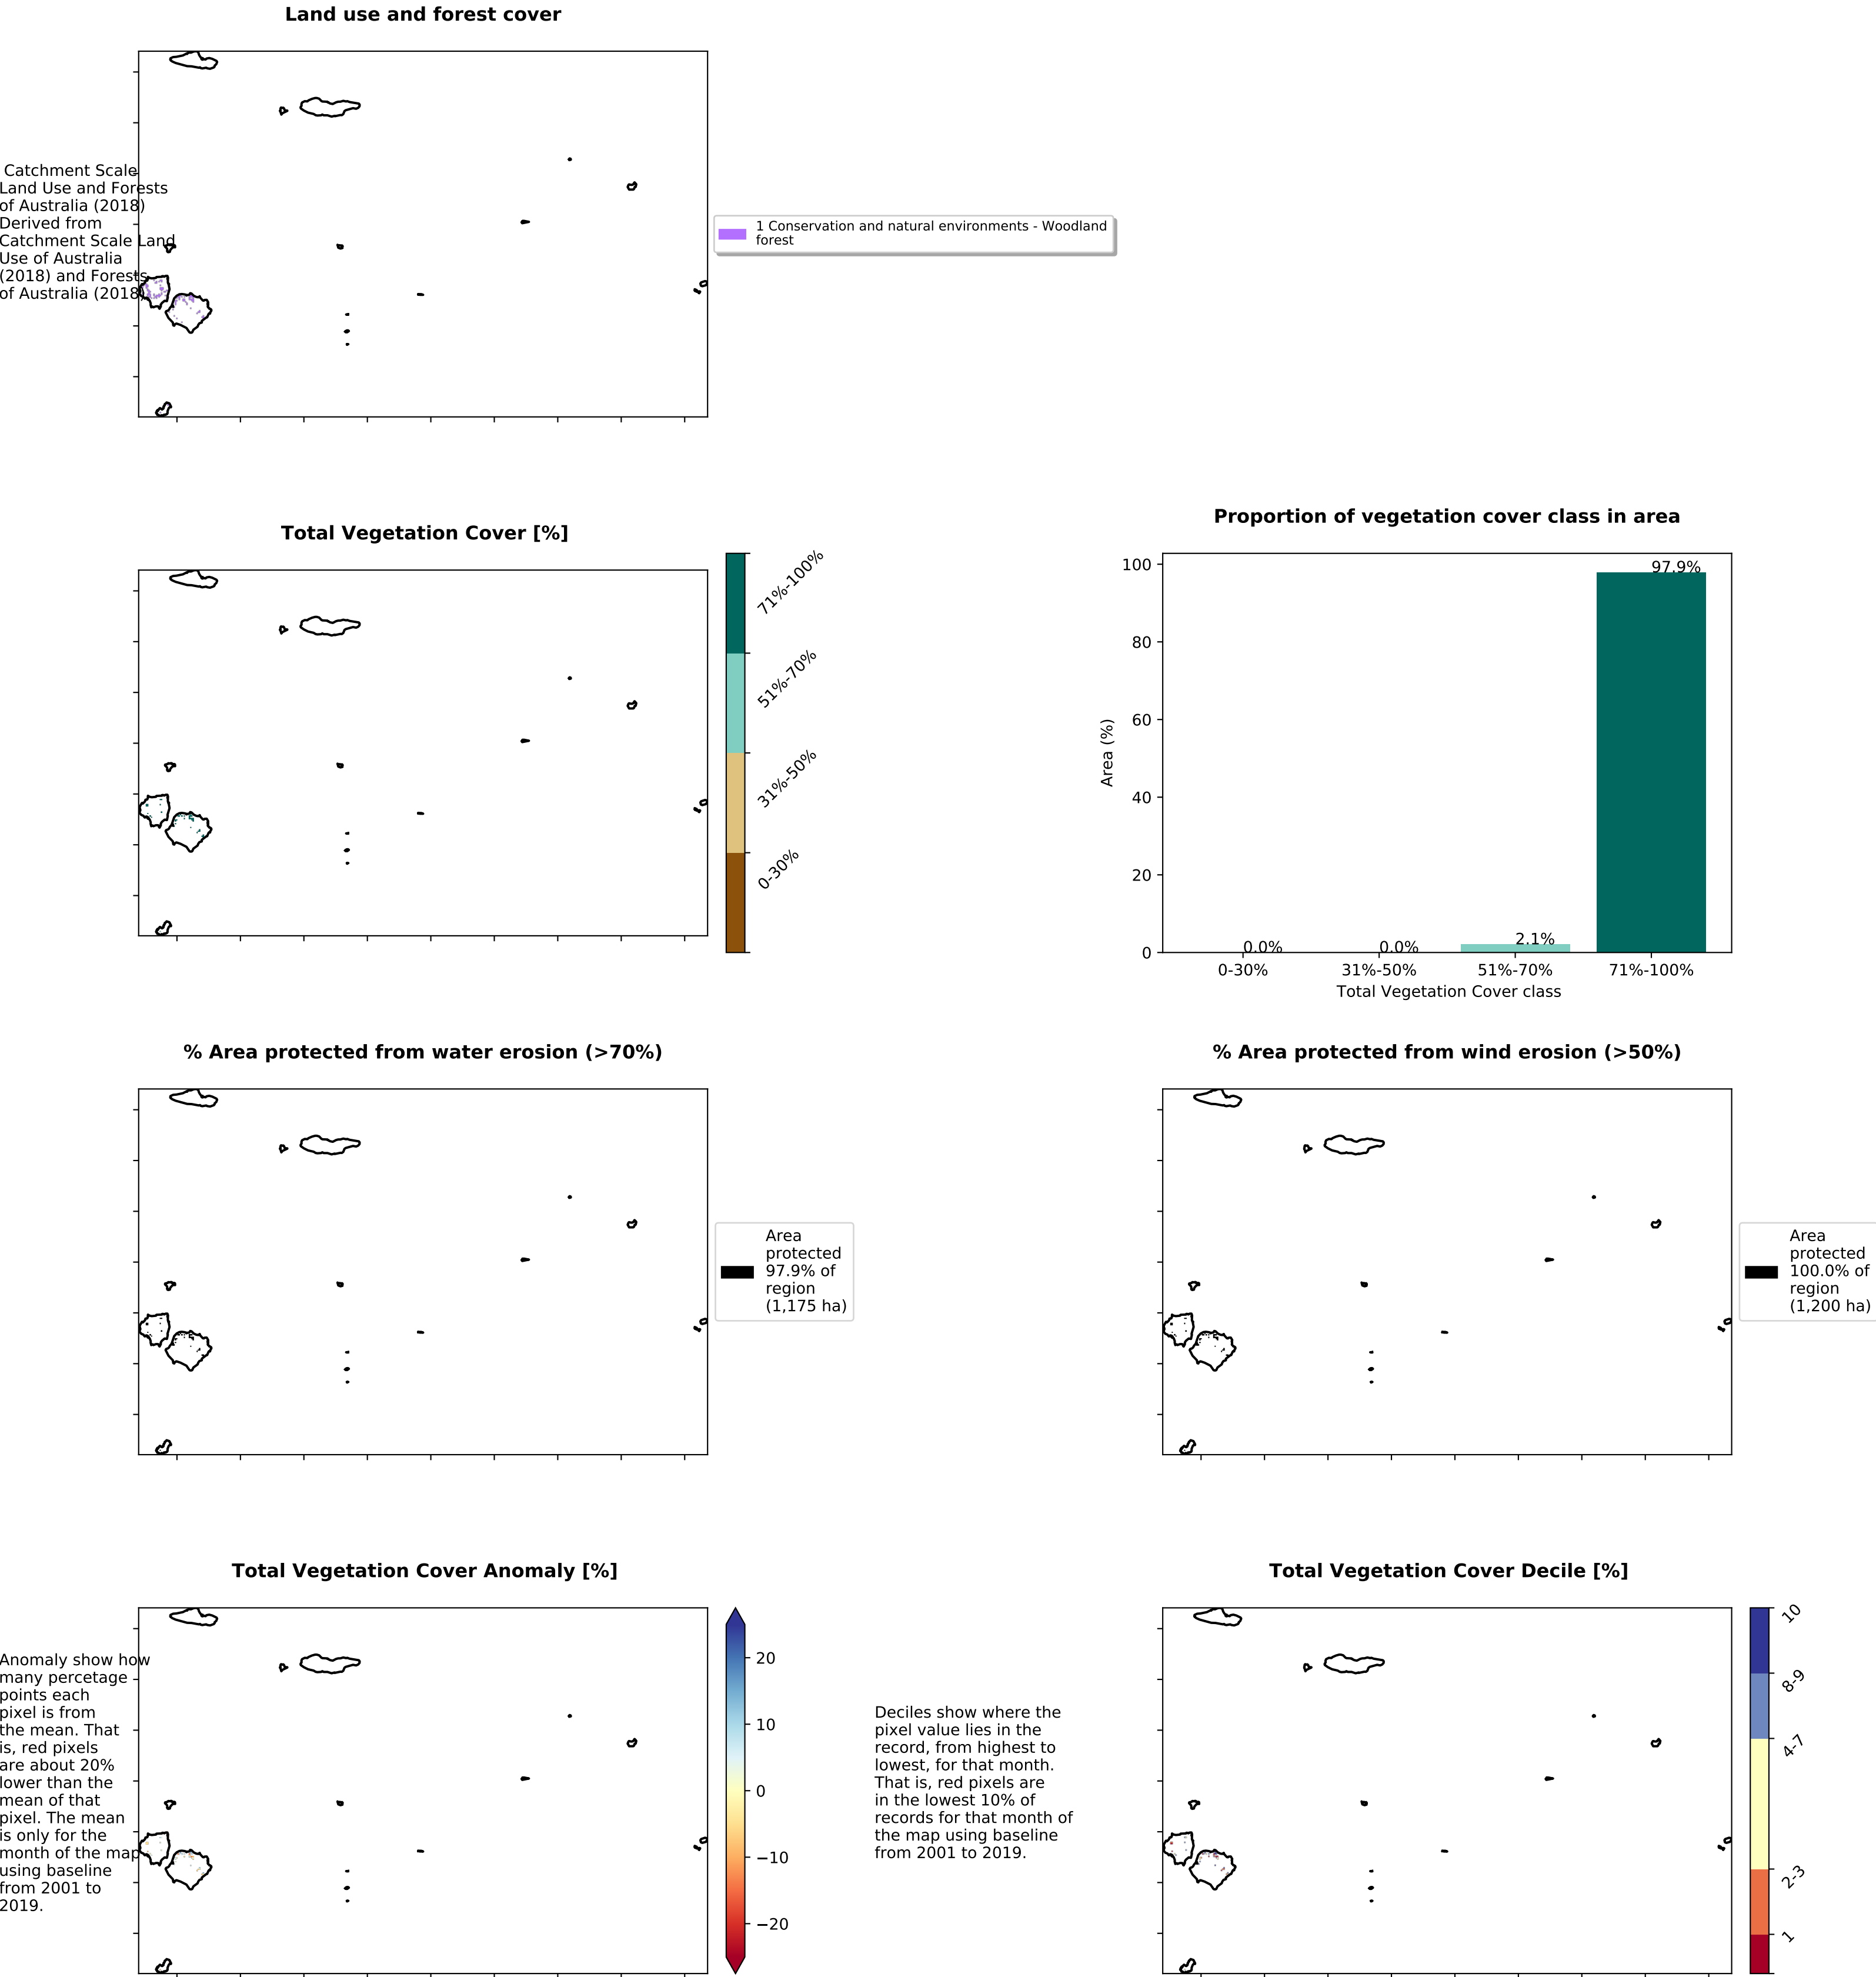 Land use and forest cover
Catchment Scale
Land Use and Forests
of Australia (2018)
Derived from
Catchment Scale Land
Use of Australia
(2018) and Forests
of Australia (2018)
1 Conservation and natural environments - Woodland
forest
Total Vegetation Cover [%]
71%-100%
51%-70%
31%-50%
0-30%
Proportion of vegetation cover class in area
100
80
60
40
20
0
Area (%)
0.0%
0.0%
2.1%
97.9%
0-30%
31%-50%
51%-70%
71%-100%
Total Vegetation Cover class
% Area protected from water erosion (>70%)
Area
protected
97.9% of
region
(1,175 ha)
% Area protected from wind erosion (>50%)
Area
protected
100.0% of
region
(1,200 ha)
Total Vegetation Cover Anomaly [%]
Anomaly show how
many percetage
points each
pixel is from
the mean. That
is, red pixels
are about 20%
lower than the
mean of that
pixel. The mean
is only for the
month of the map
using baseline
from 2001 to
2019.
20
10
0
−10
−20
Deciles show where the
pixel value lies in the
record, from highest to
lowest, for that month.
That is, red pixels are
in the lowest 10% of
records for that month of
the map using baseline
from 2001 to 2019.
Total Vegetation Cover Decile [%]
10
8-9
4-7
2-3
1